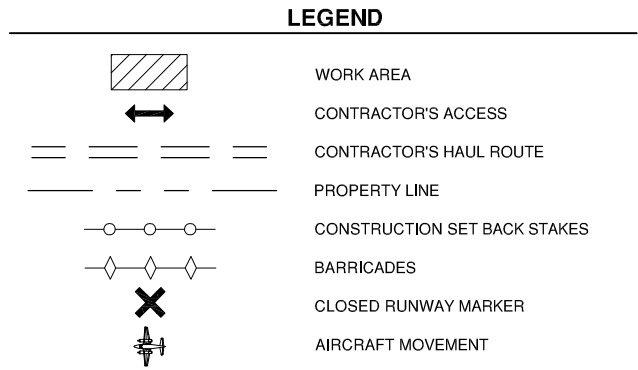 LEGEND
WORK AREA
CONTRACTOR'S ACCESS
CONTRACTOR'S HAUL ROUTE
PROPERTY LINE
CONSTRUCTION SET BACK STAKES
BARRICADES
CLOSED RUNWAY MARKER
AIRCRAFT MOVEMENT